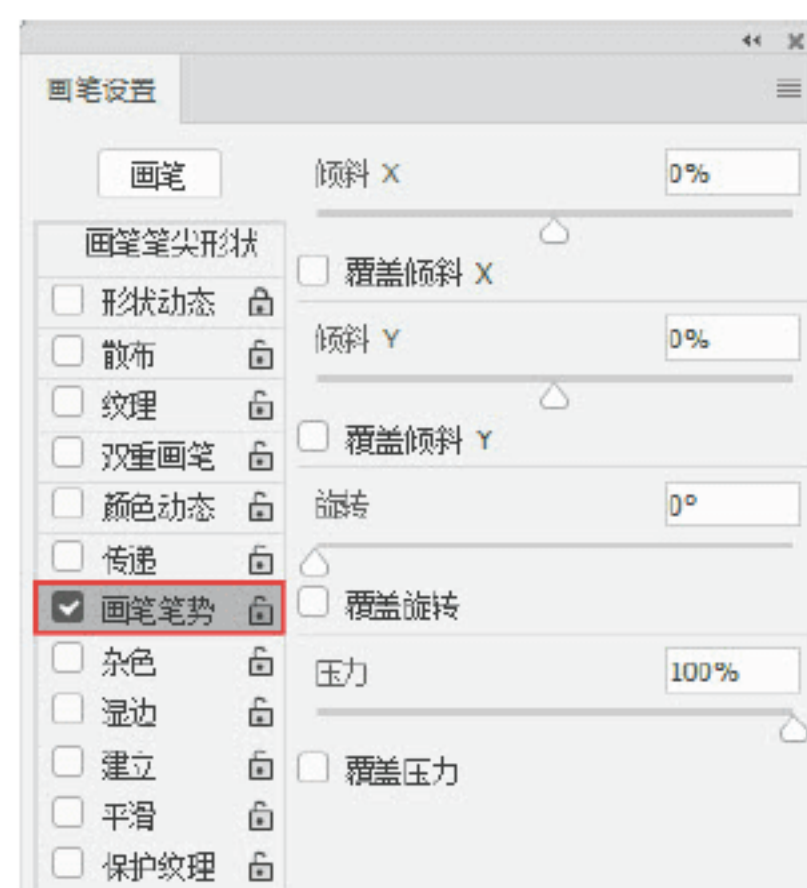 画笔设置
画笔
画笔笔尖形状
形状动态
散布
纹理
双重画笔
颜色动态
传递
画笔笔势
杂色
湿边
建立
平滑
保护纹理
倾斜 X 0%
覆盖倾斜 X
倾斜 Y 0%
覆盖倾斜 Y
旋转 0°
覆盖旋转
压力 100%
覆盖压力